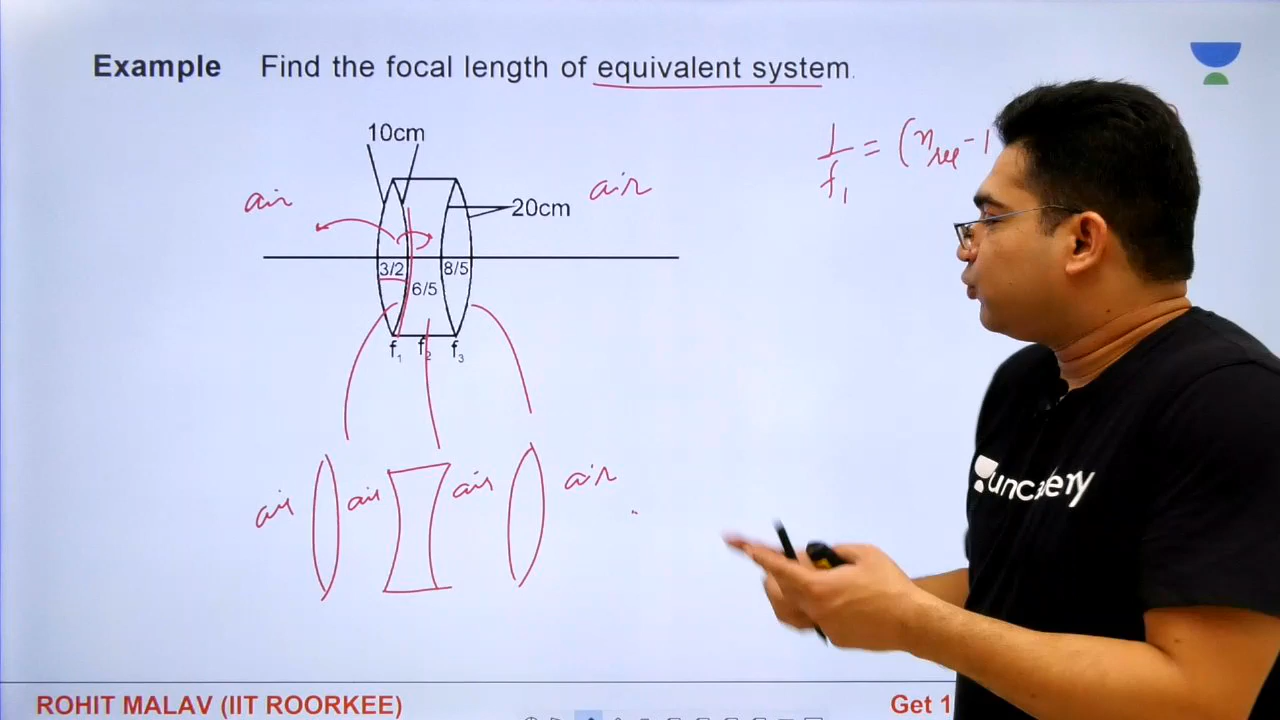 Example Find the focal length of equivalent system.
10cm
air
air
20cm
3/2
8/5
6/5
f₁ f₂ f₃
1/f₁ = (n_rel - 1
air
air
air
air
unacademy
ROHIT MALAV (IIT ROORKEE)
Get 1